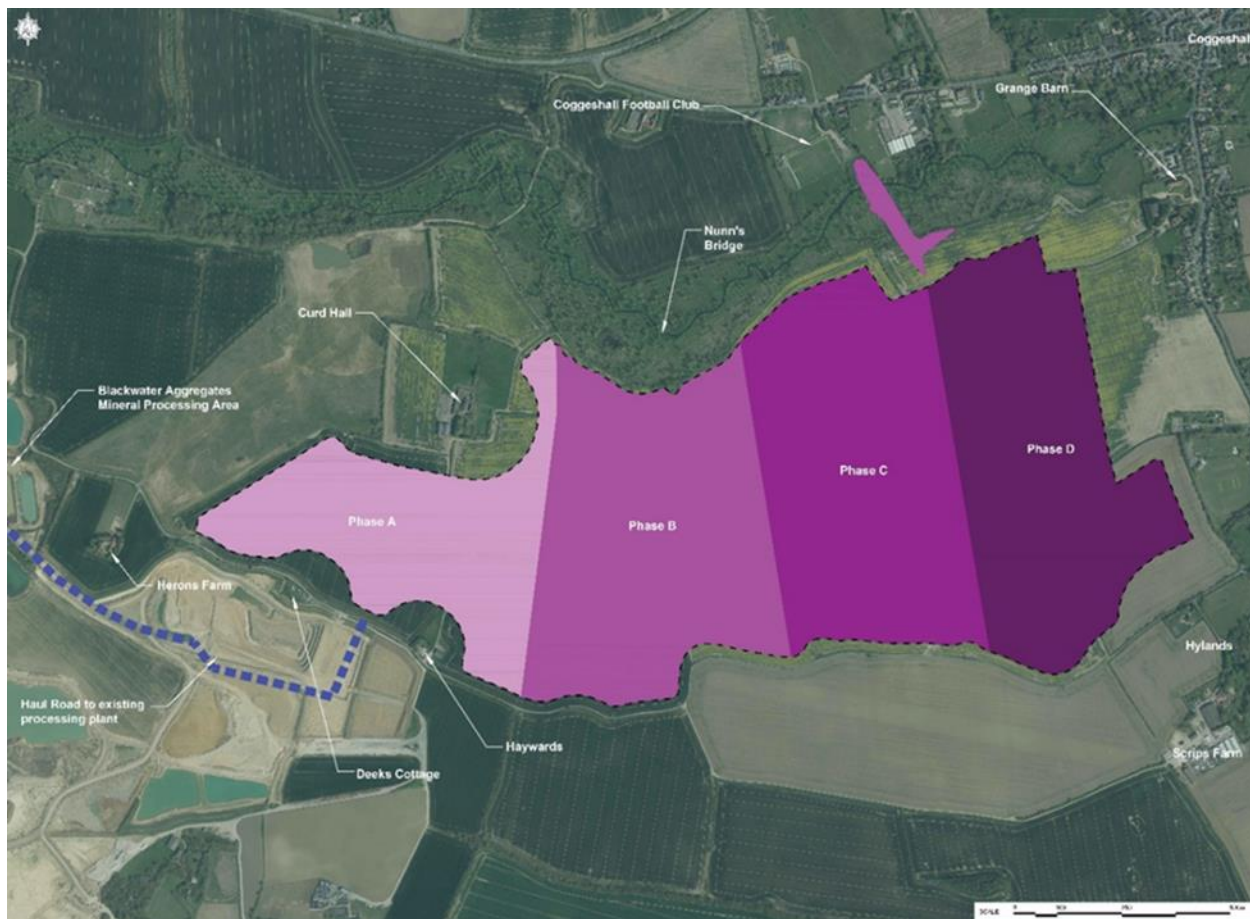 Coggeshall
Coggeshall Football Club
Grange Barn
Nunn's
Bridge
Curd Hall
Blackwater Aggregates
Mineral Processing Area
Phase A
Phase B
Phase C
Phase D
Herons Farm
Haul Road to existing
processing plant
Deeks Cottage
Haywards
Hylands
Scrips Farm
SCALE